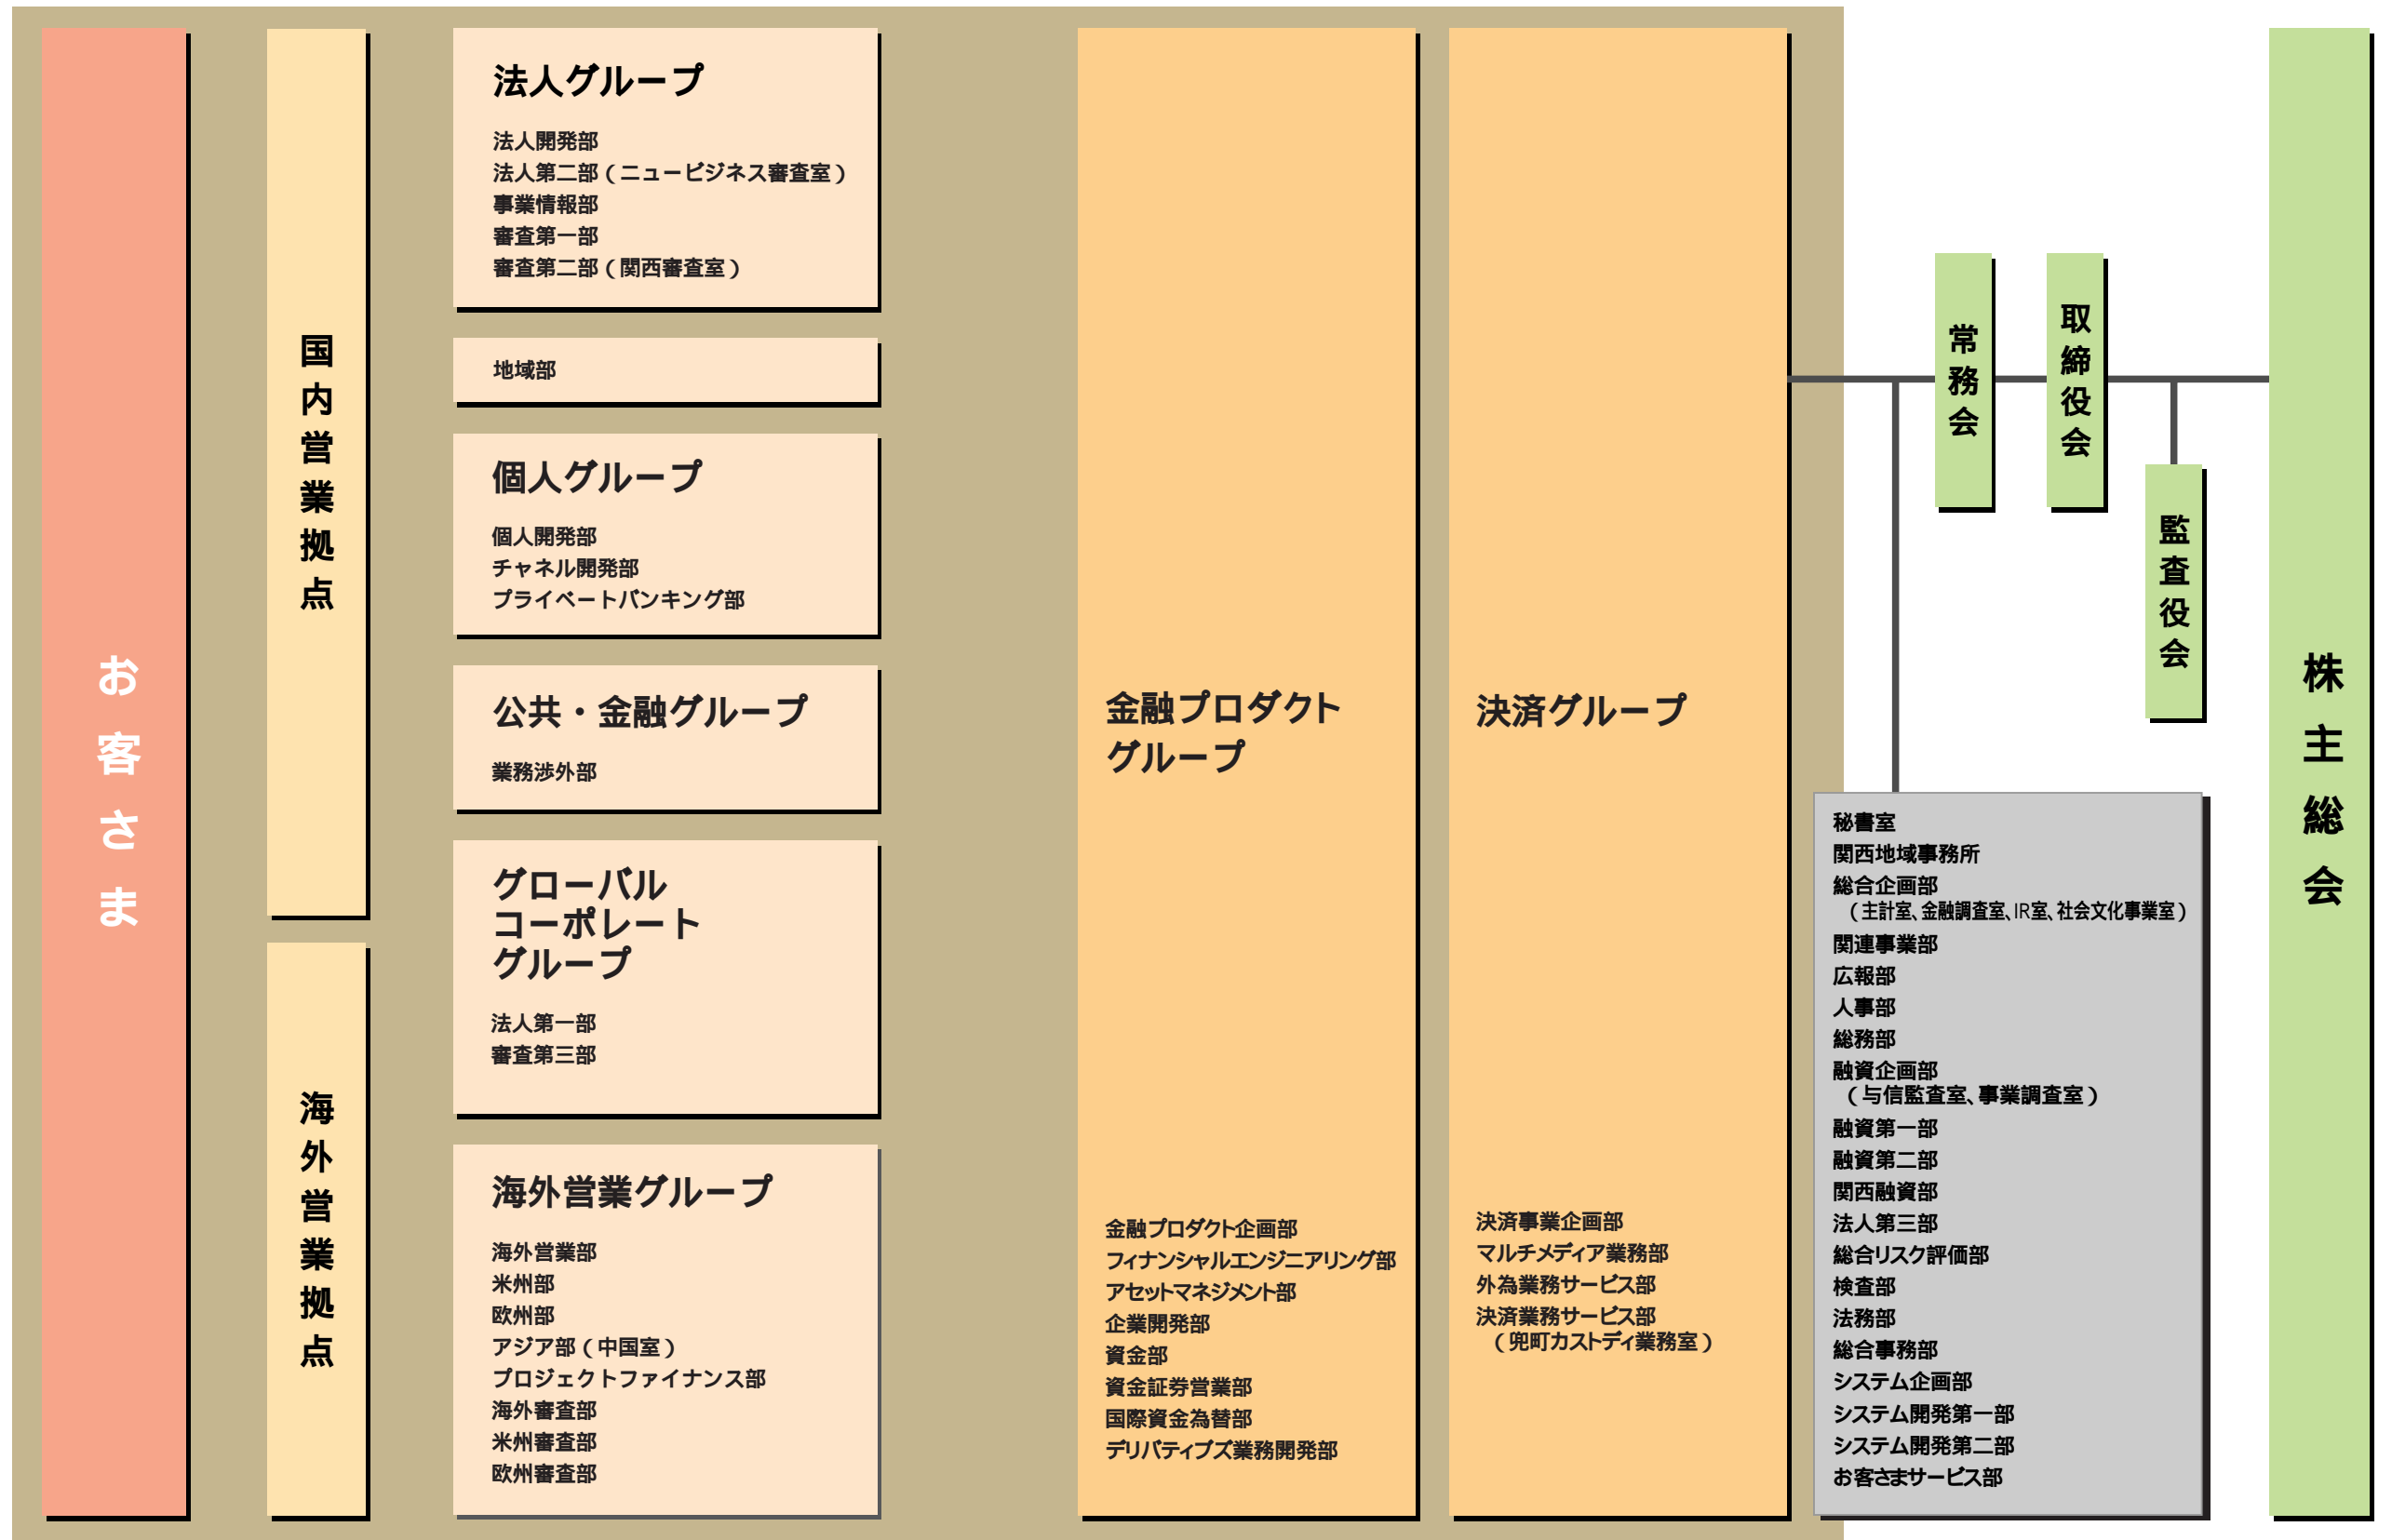 お客さま
国内営業拠点
海外営業拠点
法人グループ
法人開発部
法人第二部（ニュービジネス審査室）
事業情報部
審査第一部
審査第二部（関西審査室）
地域部
個人グループ
個人開発部
チャネル開発部
プライベートバンキング部
公共・金融グループ
業務渉外部
グローバル
コーポレート
グループ
法人第一部
審査第三部
海外営業グループ
海外営業部
米州部
欧州部
アジア部（中国室）
プロジェクトファイナンス部
海外審査部
米州審査部
欧州審査部
金融プロダクト
グループ
金融プロダクト企画部
フィナンシャルエンジニアリング部
アセットマネジメント部
企業開発部
資金部
資金証券営業部
国際資金為替部
デリバティブズ業務開発部
決済グループ
決済事業企画部
マルチメディア業務部
外為業務サービス部
決済業務サービス部
（兜町カストディ業務室）
常務会
取締役会
監査役会
秘書室
関西地域事務所
総合企画部
（主計室、金融調査室、IR室、社会文化事業室）
関連事業部
広報部
人事部
総務部
融資企画部
（与信監査室、事業調査室）
融資第一部
融資第二部
関西融資部
法人第三部
総合リスク評価部
検査部
法務部
総合事務部
システム企画部
システム開発第一部
システム開発第二部
お客さまサービス部
株主総会